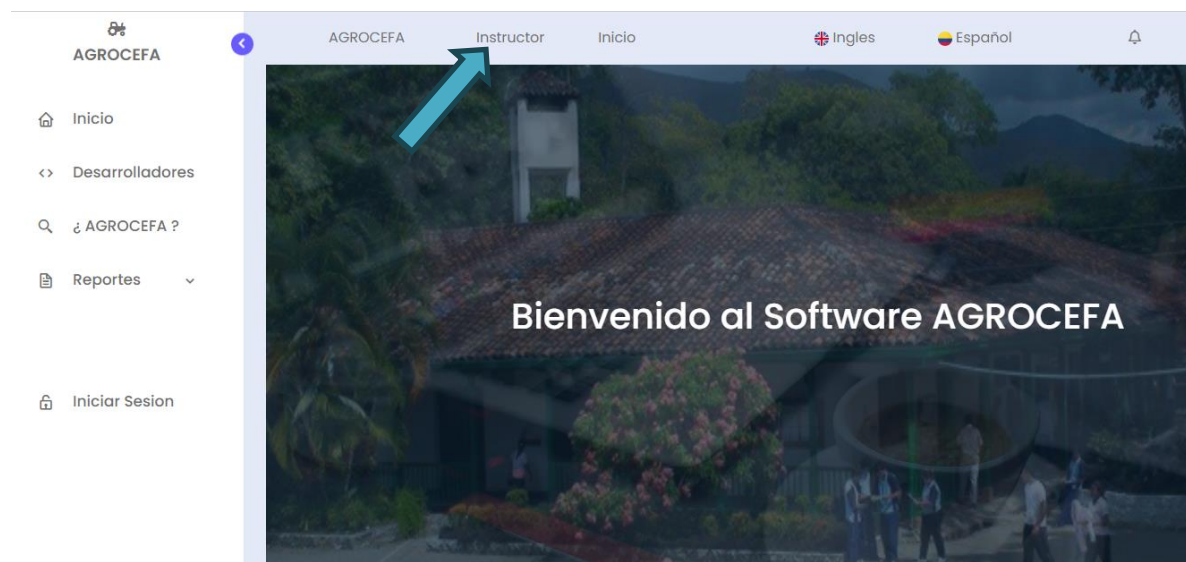 AGROCEFA
Inicio
Desarrolladores
¿ AGROCEFA ?
Reportes
Iniciar Sesion
AGROCEFA Instructor Inicio Ingles Español
Bienvenido al Software AGROCEFA